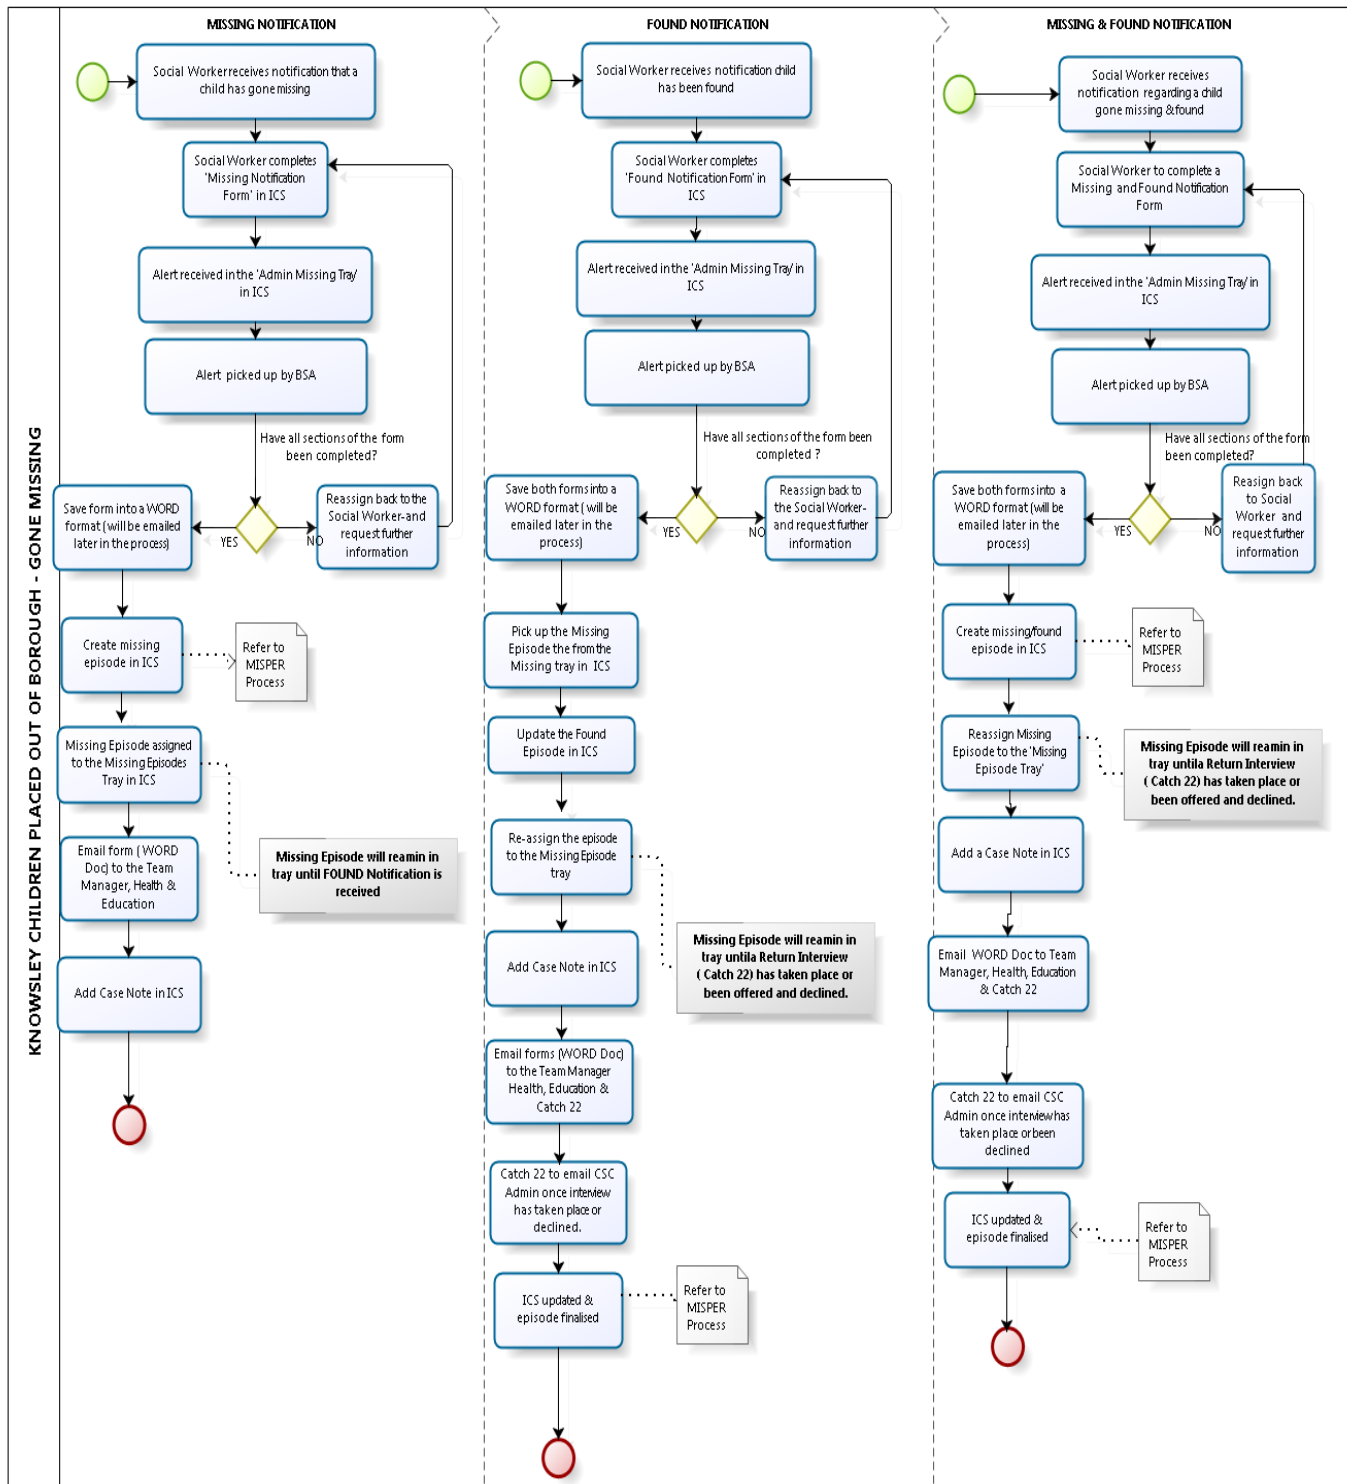 KNOWSLEY CHILDREN PLACED OUT OF BOROUGH - GONE MISSING
MISSING NOTIFICATION
Social Worker receives notification that a
child has gone missing
Social Worker completes
'Missing Notification
Form' in ICS
Alert received in the 'Admin Missing Tray'
in ICS
Alert picked up by BSA
Have all sections of the form
been completed?
YES
NO
Save form into a WORD
format ( will be emailed
later in the process)
Reassign back to the
Social Worker-and
request further
information
Create missing
episode in ICS
Refer to
MISPER
Process
Missing Episode assigned
to the Missing Episodes
Tray in ICS
Missing Episode will reamin in
tray until FOUND Notification is
received
Email form ( WORD
Doc) to the Team
Manager, Health &
Education
Add Case Note in ICS
FOUND NOTIFICATION
Social Worker receives notification child
has been found
Social Worker completes
'Found Notification Form' in
ICS
Alert received in the 'Admin Missing Tray' in
ICS
Alert picked up by BSA
Have all sections of the form been
completed ?
YES
NO
Save both forms into a
WORD format ( will be
emailed later in the
process)
Reassign back to
the Social Worker-
and request further
information
Pick up the Missing
Episode the from the
Missing tray in ICS
Update the Found
Episode in ICS
Re-assign the episode
to the Missing Episode
tray
Missing Episode will reamin in
tray untila Return Interview
( Catch 22) has taken place or
been offered and declined.
Add Case Note in ICS
Email forms (WORD Doc)
to the Team Manager
Health, Education &
Catch 22
Catch 22 to email CSC
Admin once interview
has taken place or
declined.
ICS updated &
episode finalised
Refer to
MISPER
Process
MISSING & FOUND NOTIFICATION
Social Worker receives
notification regarding a child
gone missing & found
Social Worker to complete a
Missing and Found Notification
Form
Alert received in the 'Admin Missing Tray' in
ICS
Alert picked up by BSA
Have all sections of the form
been completed?
YES
NO
Save both forms into a
WORD format (will be
emailed later in the
process)
Reassign
back to
Social
Worker and
request further
information
Create missing/found
episode in ICS
Refer to
MISPER
Process
Reassign Missing
Episode to the 'Missing
Episode Tray'
Missing Episode will reamin in
tray untila Return Interview
( Catch 22) has taken place or
been offered and declined.
Add a Case Note in ICS
Email WORD Doc to Team
Manager, Health, Education
& Catch 22
Catch 22 to email CSC
Admin once interview has
taken place or been
declined
ICS updated &
episode finalised
Refer to
MISPER
Process